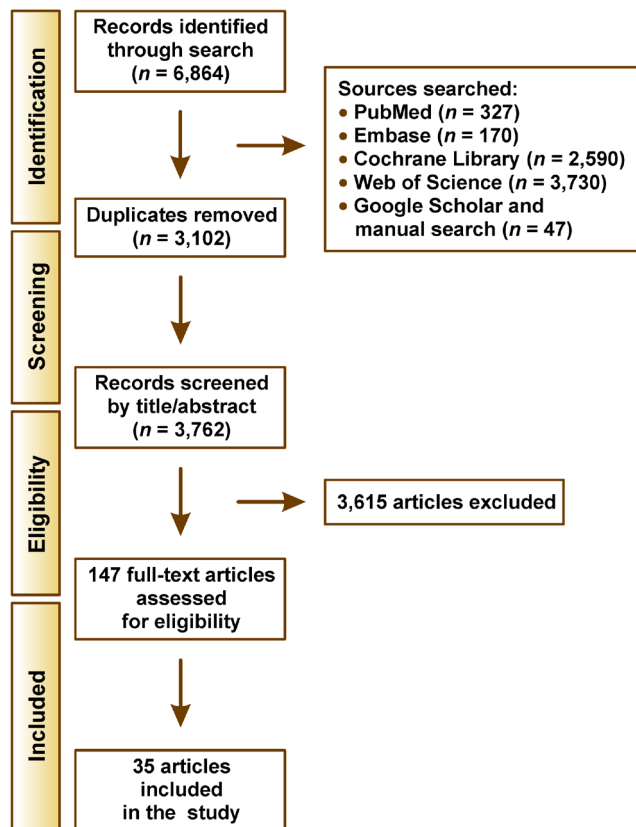 Identification
Records identified
through search
(n = 6,864)
Sources searched:
• PubMed (n = 327)
• Embase (n = 170)
• Cochrane Library (n = 2,590)
• Web of Science (n = 3,730)
• Google Scholar and
manual search (n = 47)
Duplicates removed
(n = 3,102)
Screening
Records screened
by title/abstract
(n = 3,762)
Eligibility
3,615 articles excluded
147 full-text articles
assessed
for eligibility
Included
35 articles
included
in the study